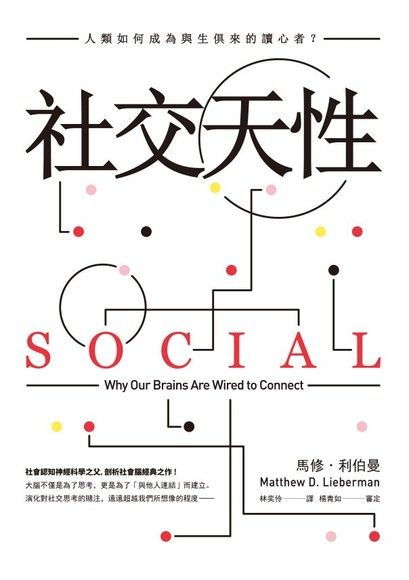 人類如何成為與生俱來的讀心者?
社交天性
SOCIAL
Why Our Brains Are Wired to Connect
社會認知神經科學之父,剖析社會腦經典之作!
大腦不僅是為了思考,更是為了「與他人連結」而建立。
演化對社交思考的賭注,遠遠超越我們所想像的程度——
馬修・利伯曼
Matthew D. Lieberman
林奕伶——譯 楊青如——審定